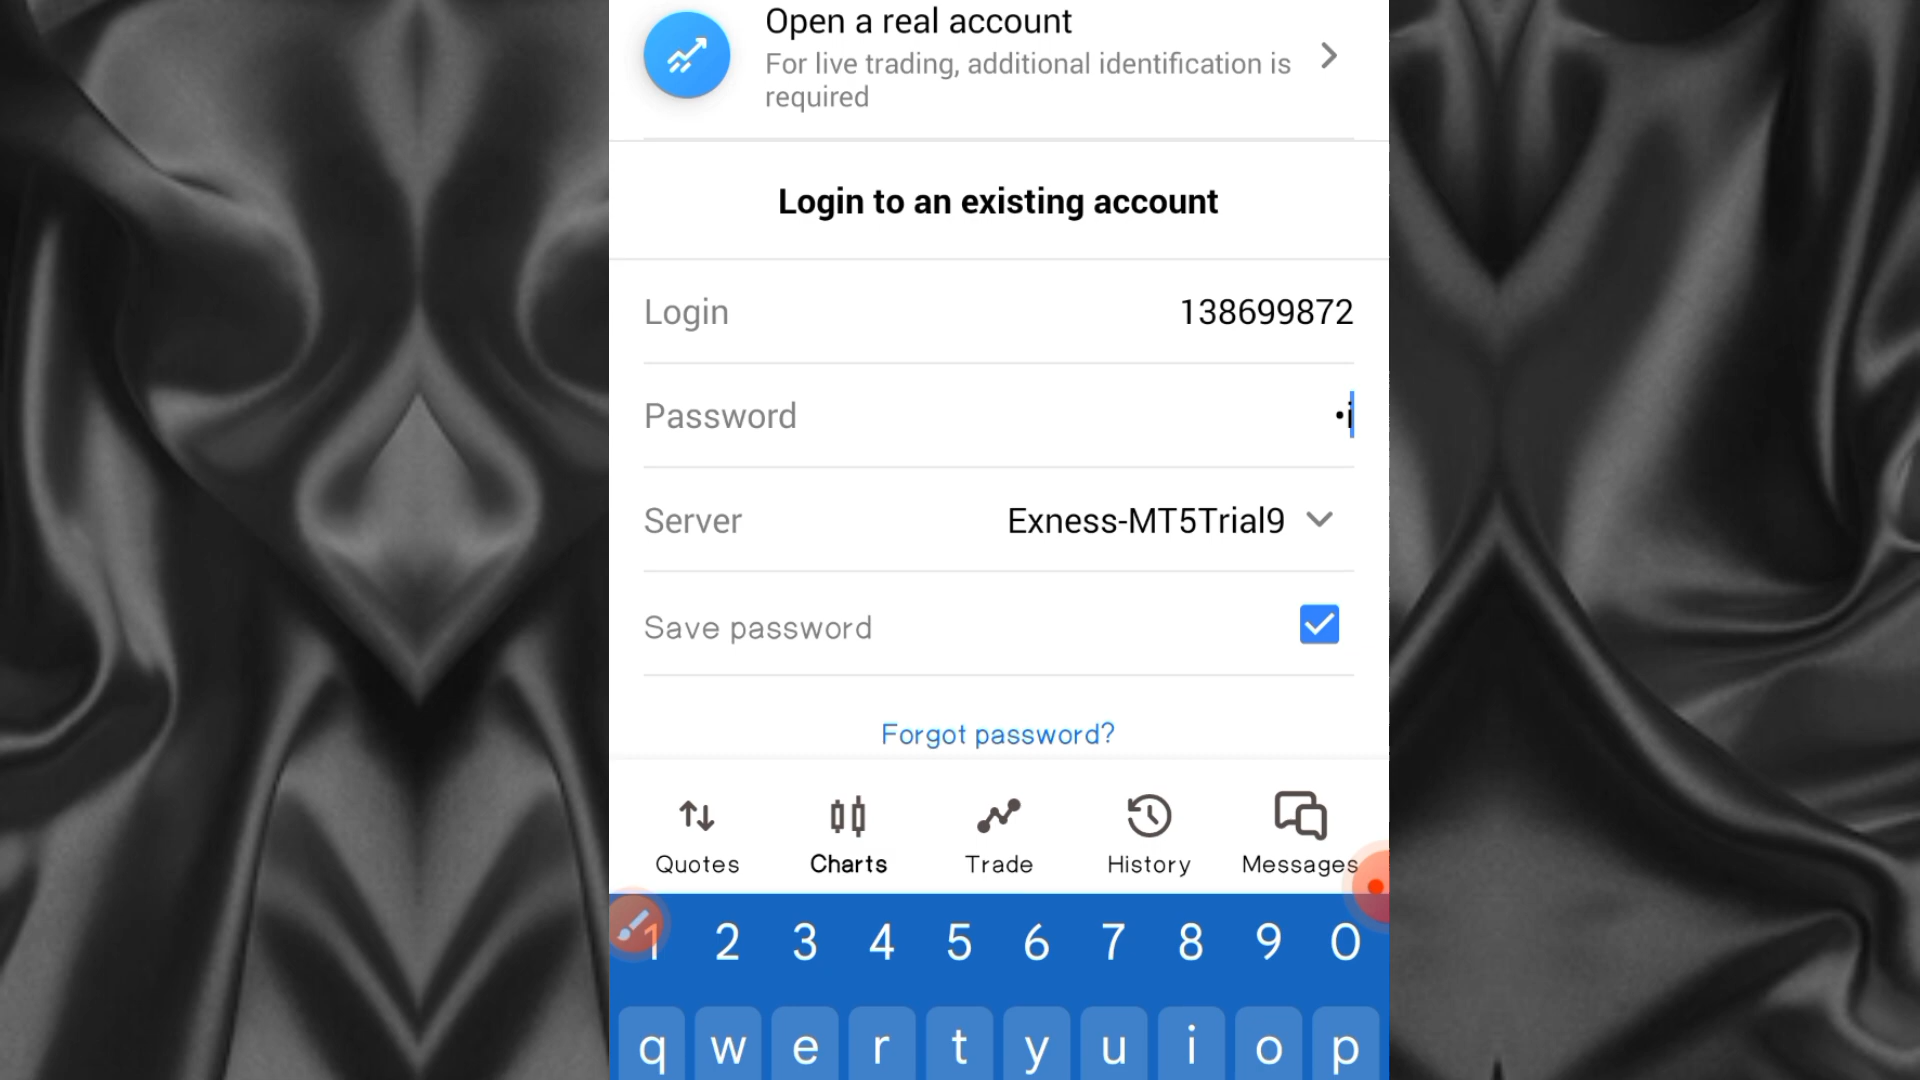 Open a real account
For live trading, additional identification is
required
Login to an existing account
Login 138699872
Password •i
Server Exness-MT5Trial9
Save password
Forgot password?
Quotes Charts Trade History Messages
1 2 3 4 5 6 7 8 9 0
q w e r t y u i o p